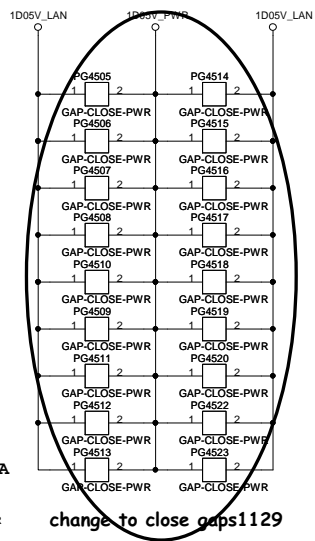 1D05V_LAN 1D05V_PWR 1D05V_LAN
PG4505 PG4514
1 2 1 2
GAP-CLOSE-PWR GAP-CLOSE-PWR
PG4506 PG4515
1 2 1 2
GAP-CLOSE-PWR GAP-CLOSE-PWR
PG4507 PG4516
1 2 1 2
GAP-CLOSE-PWR GAP-CLOSE-PWR
PG4508 PG4517
1 2 1 2
GAP-CLOSE-PWR GAP-CLOSE-PWR
PG4510 PG4518
1 2 1 2
GAP-CLOSE-PWR GAP-CLOSE-PWR
PG4509 PG4519
1 2 1 2
GAP-CLOSE-PWR GAP-CLOSE-PWR
PG4511 PG4520
1 2 1 2
GAP-CLOSE-PWR GAP-CLOSE-PWR
PG4512 PG4522
1 2 1 2
GAP-CLOSE-PWR GAP-CLOSE-PWR
PG4513 PG4523
A 1 2 1 2
GAP-CLOSE-PWR GAP-CLOSE-PWR
change to close gaps1129